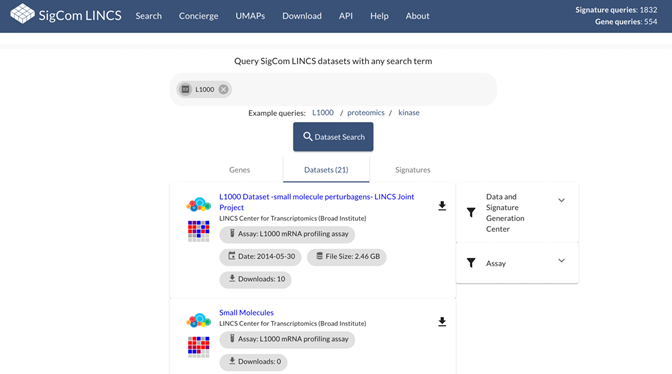 SigCom LINCS
Search
Concierge
UMAPs
Download
API
Help
About
Signature queries: 1832
Gene queries: 554
Query SigCom LINCS datasets with any search term
L1000
Example queries: L1000 / proteomics / kinase
Dataset Search
Genes
Datasets (21)
Signatures
L1000 Dataset -small molecule perturbagens- LINCS Joint
Project
LINCS Center for Transcriptomics (Broad Institute)
Assay: L1000 mRNA profiling assay
Date: 2014-05-30
File Size: 2.46 GB
Downloads: 10
Small Molecules
LINCS Center for Transcriptomics (Broad Institute)
Assay: L1000 mRNA profiling assay
Downloads: 0
Data and
Signature
Generation
Center
Assay